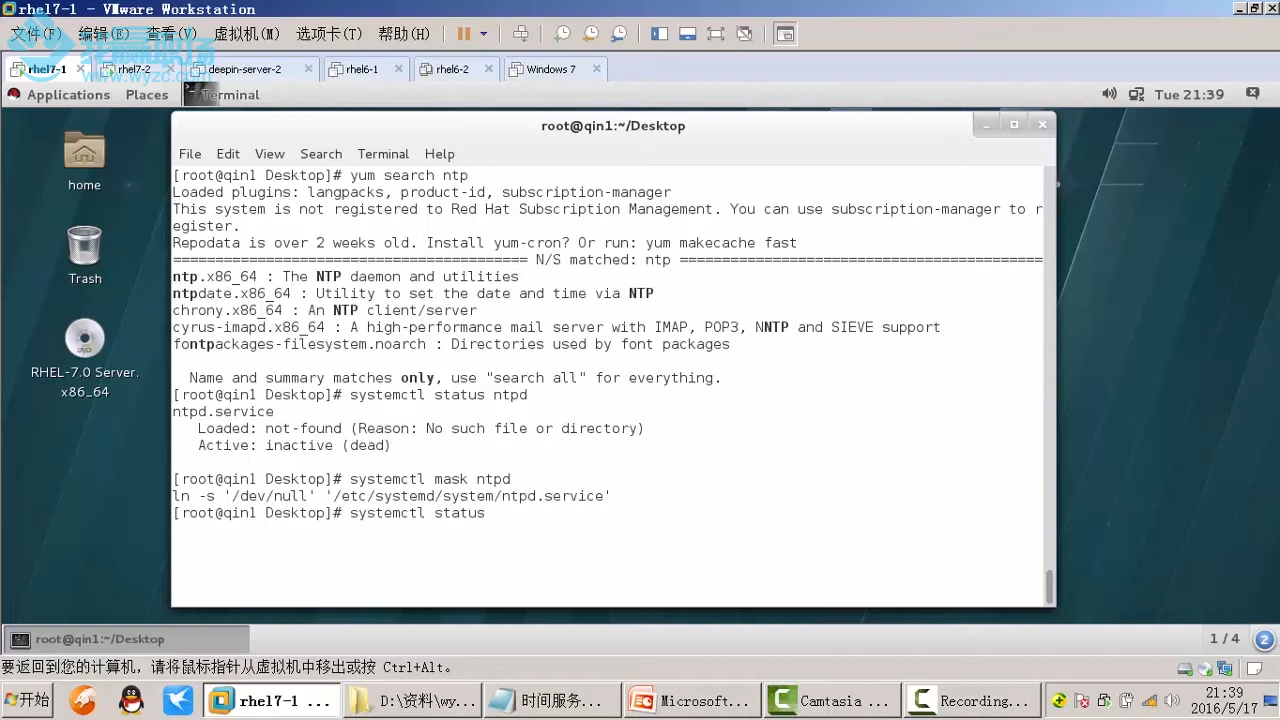 rhel7-1 - VMware Workstation
文件(F) 编辑(E) 查看(V) 虚拟机(M) 选项卡(T) 帮助(H)
rhel7-1 rhel7-2 deepin-server-2 rhel6-1 rhel6-2 Windows 7
www.wyzc.com
Applications Places Terminal Tue 21:39
root@qin1:~/Desktop
File Edit View Search Terminal Help
home
Trash
RHEL-7.0 Server.
x86_64
[root@qin1 Desktop]# yum search ntp
Loaded plugins: langpacks, product-id, subscription-manager
This system is not registered to Red Hat Subscription Management. You can use subscription-manager to r
egister.
Repodata is over 2 weeks old. Install yum-cron? Or run: yum makecache fast
========================================== N/S matched: ntp ===========================================
ntp.x86_64 : The NTP daemon and utilities
ntpdate.x86_64 : Utility to set the date and time via NTP
chrony.x86_64 : An NTP client/server
cyrus-imapd.x86_64 : A high-performance mail server with IMAP, POP3, NNTP and SIEVE support
fontpackages-filesystem.noarch : Directories used by font packages
Name and summary matches only, use "search all" for everything.
[root@qin1 Desktop]# systemctl status ntpd
ntpd.service
Loaded: not-found (Reason: No such file or directory)
Active: inactive (dead)
[root@qin1 Desktop]# systemctl mask ntpd
ln -s '/dev/null' '/etc/systemd/system/ntpd.service'
[root@qin1 Desktop]# systemctl status
root@qin1:~/Desktop 1 / 4 2
要返回到您的计算机，请将鼠标指针从虚拟机中移出或按 Ctrl+Alt。
开始 rhel7-1 ... D:\资料\wy... 时间服务... Microsoft... Camtasia ... Recording... 21:39
2016/5/17